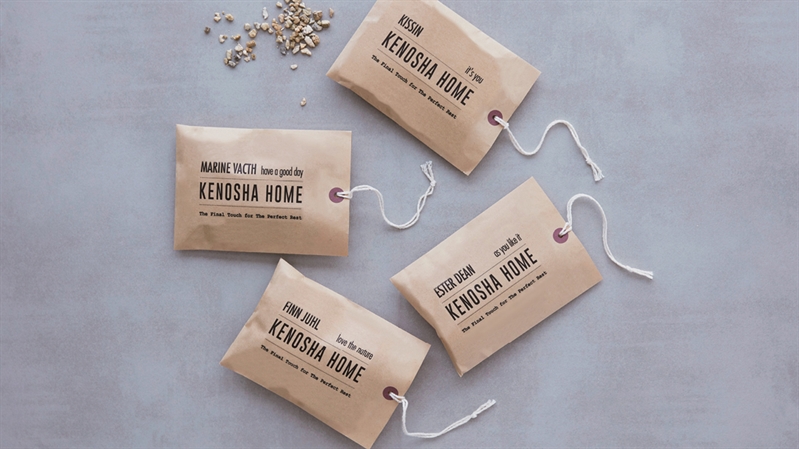 KISSIN it's you
KENOSHA HOME
The Final Touch for The Perfect Rest
MARINE VACTH have a good day
KENOSHA HOME
The Final Touch for The Perfect Rest
ESTER DEAN as you like it
KENOSHA HOME
The Final Touch for The Perfect Rest
FINN JUHL love the nature
KENOSHA HOME
The Final Touch for The Perfect Rest